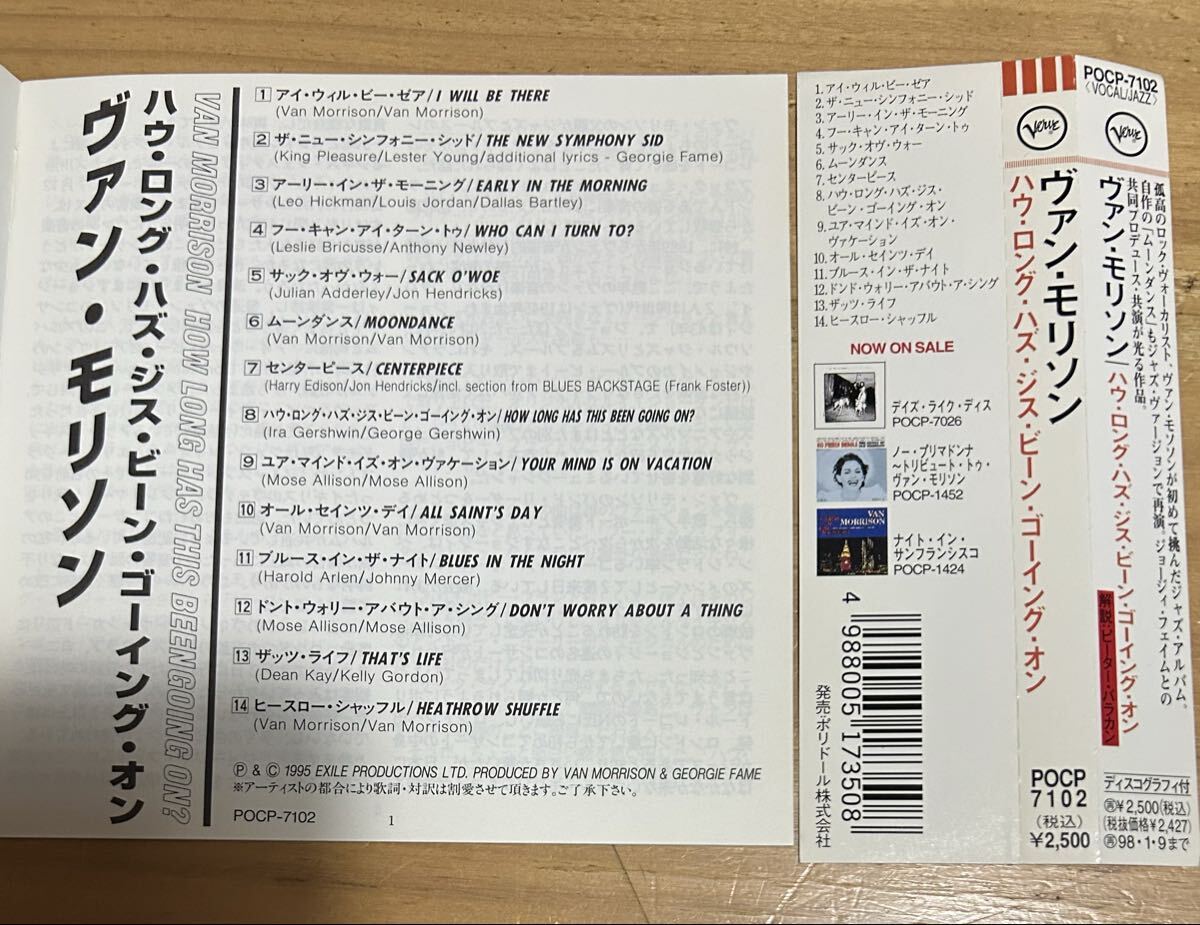 ヴァン・モリソン
ハウ・ロング・ハズ・ジス・ビーン・ゴーイング・オン
VAN MORRISON HOW LONG HAS THIS BEEN GOING ON?
1 アイ・ウィル・ビー・ゼア/I WILL BE THERE
(Van Morrison/Van Morrison)
2 ザ・ニュー・シンフォニー・シッド/THE NEW SYMPHONY SID
(King Pleasure/Lester Young/additional lyrics - Georgie Fame)
3 アーリー・イン・ザ・モーニング/EARLY IN THE MORNING
(Leo Hickman/Louis Jordan/Dallas Bartley)
4 フー・キャン・アイ・ターン・トゥ/WHO CAN I TURN TO?
(Leslie Bricusse/Anthony Newley)
5 サック・オヴ・ウォー/SACK O'WOE
(Julian Adderley/Jon Hendricks)
6 ムーンダンス/MOONDANCE
(Van Morrison/Van Morrison)
7 センターピース/CENTERPIECE
(Harry Edison/Jon Hendricks/incl. section from BLUES BACKSTAGE (Frank Foster))
8 ハウ・ロング・ハズ・ジス・ビーン・ゴーイング・オン/HOW LONG HAS THIS BEEN GOING ON?
(Ira Gershwin/George Gershwin)
9 ユア・マインド・イズ・オン・ヴァケーション/YOUR MIND IS ON VACATION
(Mose Allison/Mose Allison)
10 オール・セインツ・デイ/ALL SAINT'S DAY
(Van Morrison/Van Morrison)
11 ブルース・イン・ザ・ナイト/BLUES IN THE NIGHT
(Harold Arlen/Johnny Mercer)
12 ドント・ウォリー・アバウト・ア・シング/DON'T WORRY ABOUT A THING
(Mose Allison/Mose Allison)
13 ザッツ・ライフ/THAT'S LIFE
(Dean Kay/Kelly Gordon)
14 ヒースロー・シャッフル/HEATHROW SHUFFLE
(Van Morrison/Van Morrison)
Ⓟ & © 1995 EXILE PRODUCTIONS LTD. PRODUCED BY VAN MORRISON & GEORGIE FAME
※アーティストの都合により歌詞・対訳は割愛させて頂きます。ご了承下さい。
POCP-7102
1
1.アイ・ウィル・ビー・ゼア
2.ザ・ニュー・シンフォニー・シッド
3.アーリー・イン・ザ・モーニング
4.フー・キャン・アイ・ターン・トゥ
5.サック・オヴ・ウォー
6.ムーンダンス
7.センターピース
8.ハウ・ロング・ハズ・ジス・
ビーン・ゴーイング・オン
9.ユア・マインド・イズ・オン・
ヴァケーション
10.オール・セインツ・デイ
11.ブルース・イン・ザ・ナイト
12.ドンド・ウォリー・アバウト・ア・シング
13.ザッツ・ライフ
14.ヒースロー・シャッフル
NOW ON SALE
デイズ・ライク・ディス
POCP-7026
ノー・プリマドンナ
〜トリビュート・トゥ・
ヴァン・モリソン
POCP-1452
VAN
MORRISON
ナイト・イン・
サンフランシスコ
POCP-1424
4 988005 173508
発売:ポリドール株式会社
Verve
ヴァン・モリソン
ハウ・ロング・ハズ・ジス・ビーン・ゴーイング・オン
POCP
7102
(税込)
¥2,500
POCP-7102
〈VOCAL/JAZZ〉
Verve
孤高のロック・ヴォーカリスト、ヴァン・モリソンが初めて挑んだジャズ・アルバム。
自作の「ムーンダンス」もジャズ・ヴァージョンで再演。ジョージィ・フェイムとの
共同プロデュース・共演が光る作品。
ヴァン・モリソン/ハウ・ロング・ハズ・ジス・ビーン・ゴーイング・オン
解説:ピーター・バラカン
ディスコグラフィ付
再¥2,500(税込)
(税抜価格¥2,427)
再98・1・9まで